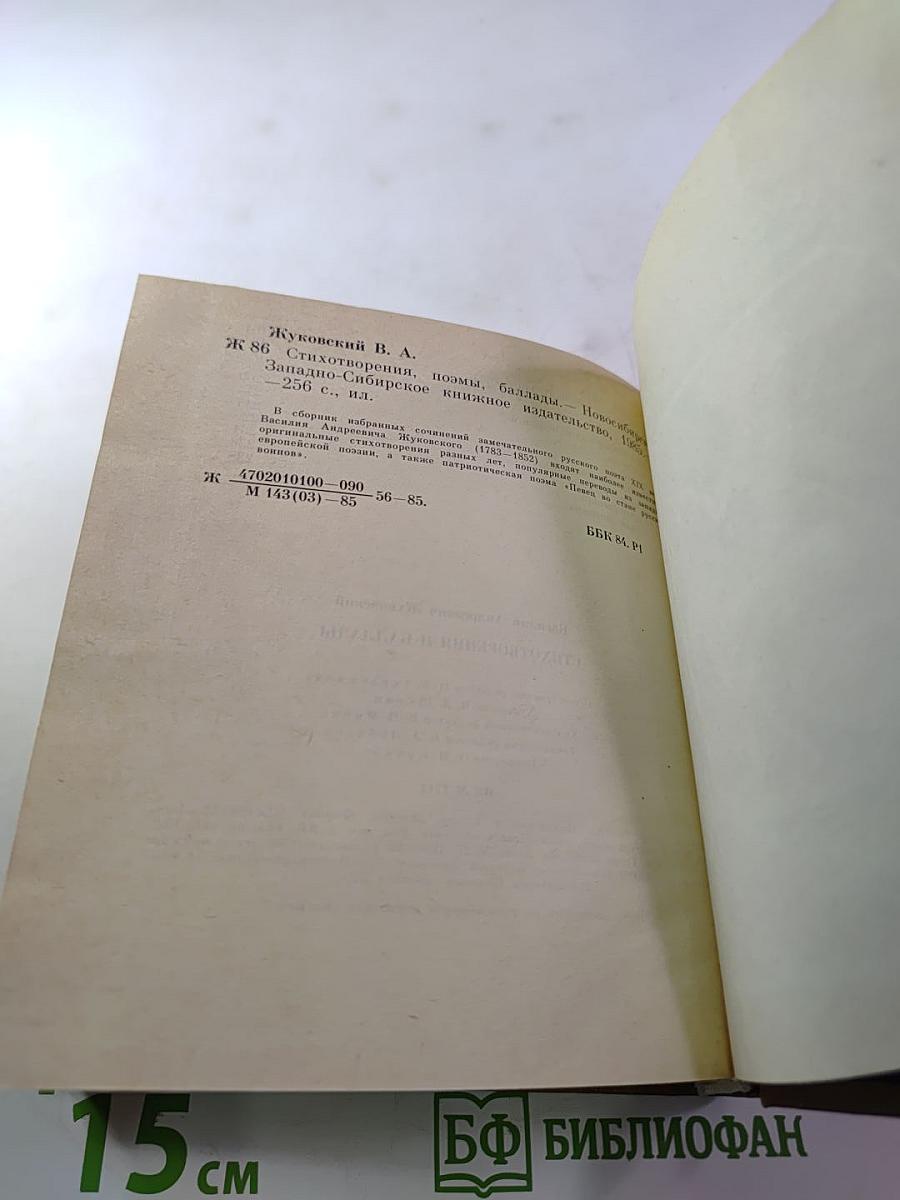 Жуковский В. А.
Ж 86 Стихотворения, поэмы, баллады.— Новосибирск:
Западно-Сибирское книжное издательство, 1985.
—256 с., ил.
В сборник избранных сочинений замечательного русского поэта XIX
Василия Андреевича Жуковского (1783—1852) входят наиболее
оригинальные стихотворения разных лет, популярные переводы из
европейской поэзии, а также патриотическая поэма «Певец во стане
воинов».
Ж 4702010100—090
М 143(03)—85 56—85.
ББК 84.Р1
15 см
БФ БИБЛИОФАН